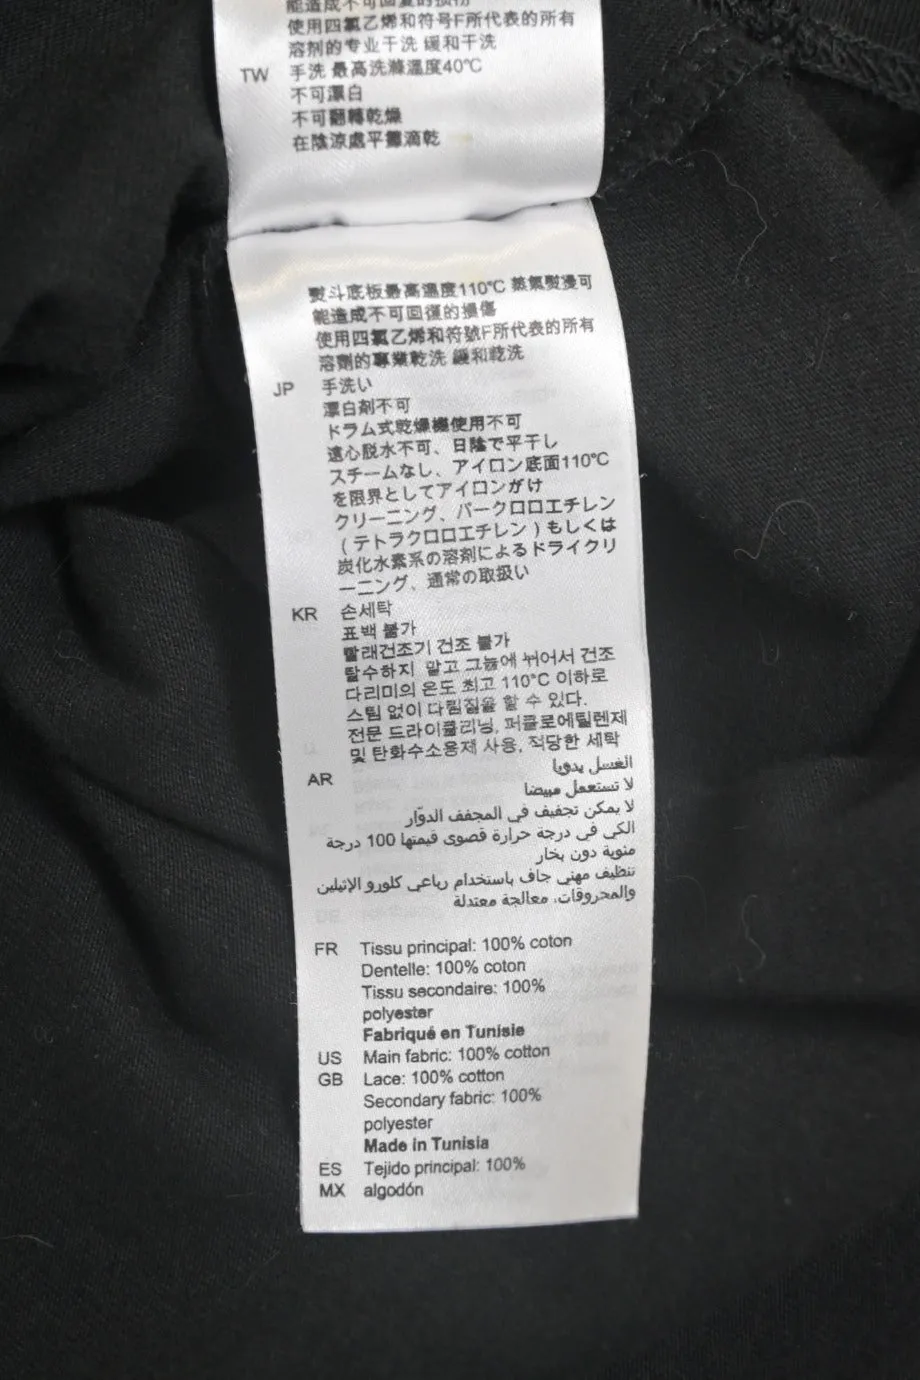 能造成不可回复的损伤
使用四氯乙烯和符号F所代表的所有
溶剂的专业干洗 缓和干洗
TW 手洗 最高洗滌溫度40℃
不可漂白
不可翻轉乾燥
在陰涼處平攤滴乾
熨斗底板最高溫度110℃ 蒸氣熨燙可
能造成不可回復的損傷
使用四氯乙烯和符號F所代表的所有
溶劑的專業乾洗 緩和乾洗
JP 手洗い
漂白剤不可
ドラム式乾燥機使用不可
遠心脱水不可、日陰で平干し
スチームなし、アイロン底面110℃
を限界としてアイロンがけ
クリーニング、パークロロエチレン
(テトラクロロエチレン)もしくは
炭化水素系の溶剤によるドライクリ
ーニング、通常の取扱い
KR 손세탁
표백 불가
빨래건조기 건조 불가
탈수하지 말고 그늘에 뉘어서 건조
다리미의 온도 최고 110°C 이하로
스팀 없이 다림질을 할 수 있다.
전문 드라이클리닝, 퍼클로에틸렌제
및 탄화수소용제 사용, 적당한 세탁
AR الغسل يدويا
لا تستعمل مبيضا
لا يمكن تجفيف في المجفف الدوّار
الكي في درجة حرارة قصوى قيمتها 100 درجة
مئوية دون بخار
تنظيف مهني جاف باستخدام رباعي كلورو الإثيلين
والمحروقات، معالجة معتدلة
FR Tissu principal: 100% coton
Dentelle: 100% coton
Tissu secondaire: 100%
polyester
Fabriqué en Tunisie
US Main fabric: 100% cotton
GB Lace: 100% cotton
Secondary fabric: 100%
polyester
Made in Tunisia
ES Tejido principal: 100%
MX algodón